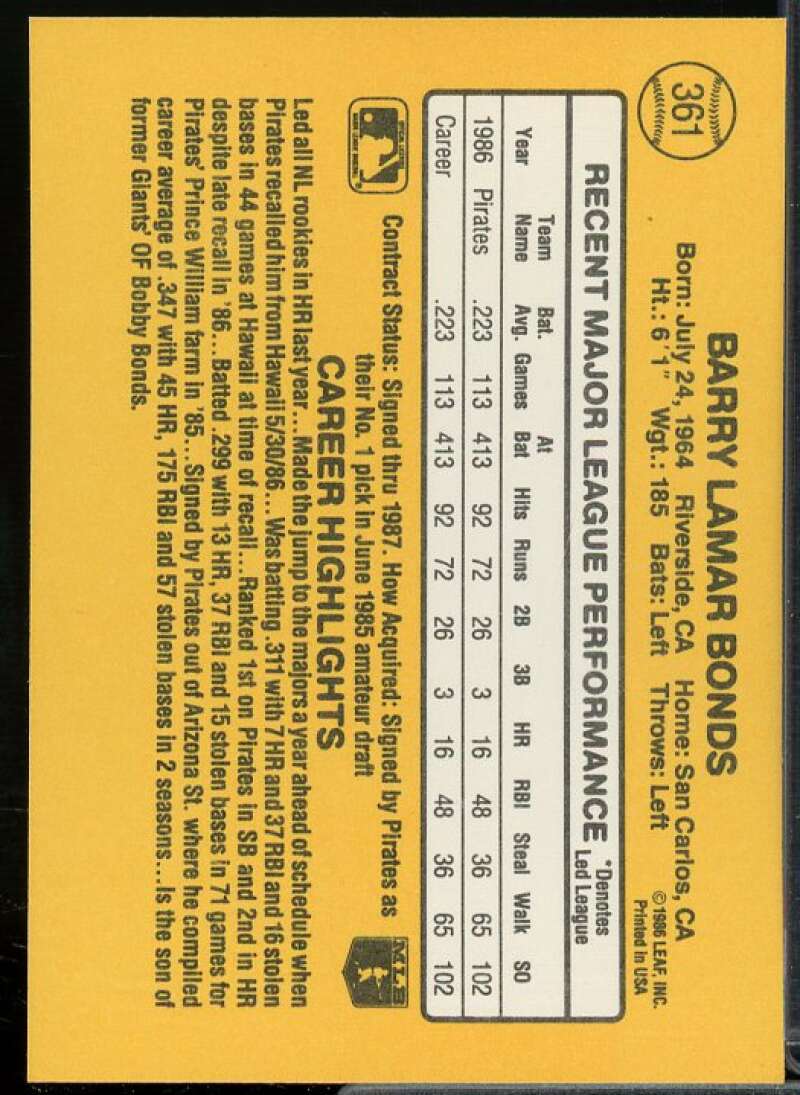 361
BARRY LAMAR BONDS
Born: July 24, 1964 Riverside, CA Home: San Carlos, CA
Ht.: 6'1" Wgt.: 185 Bats: Left Throws: Left
©1986 LEAF, INC.
Printed in USA
RECENT MAJOR LEAGUE PERFORMANCE *Denotes Led League
Year Team Name Bat. Avg. Games At Bat Hits Runs 2B 3B HR RBI Steal Walk SO
1986 Pirates .223 113 413 92 72 26 3 16 48 36 65 102
Career .223 113 413 92 72 26 3 16 48 36 65 102
Contract Status: Signed thru 1987. How Acquired: Signed by Pirates as
their No. 1 pick in June 1985 amateur draft
MLB
CAREER HIGHLIGHTS
Led all NL rookies in HR last year...Made the jump to the majors a year ahead of schedule when
Pirates recalled him from Hawaii 5/30/86...Was batting .311 with 7 HR and 37 RBI and 16 stolen
bases in 44 games at Hawaii at time of recall...Ranked 1st on Pirates in SB and 2nd in HR
despite late recall in '86...Batted .299 with 13 HR, 37 RBI and 15 stolen bases in 71 games for
Pirates' Prince William farm in '85...Signed by Pirates out of Arizona St. where he compiled
career average of .347 with 45 HR, 175 RBI and 57 stolen bases in 2 seasons...Is the son of
former Giants' OF Bobby Bonds.